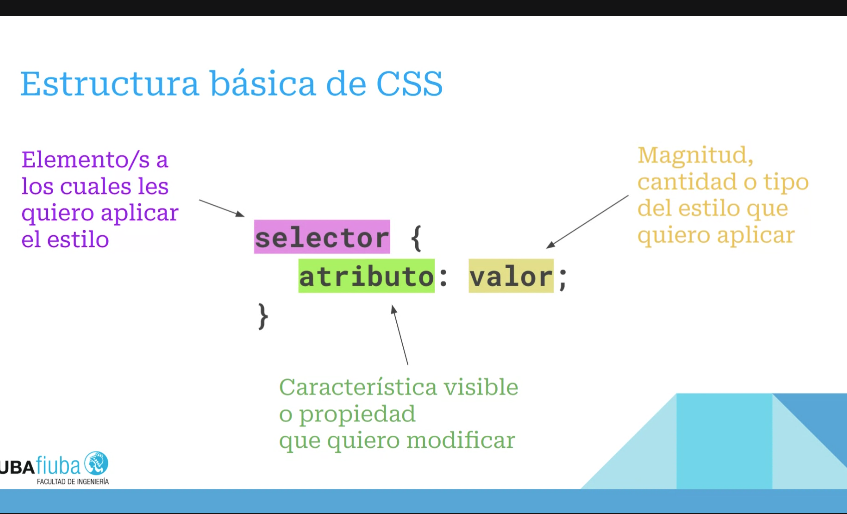 Estructura básica de CSS
Elemento/s a
los cuales les
quiero aplicar
el estilo
Magnitud,
cantidad o tipo
del estilo que
quiero aplicar
selector {
atributo: valor;
}
Característica visible
o propiedad
que quiero modificar
UBAfiuba
FACULTAD DE INGENIERÍA